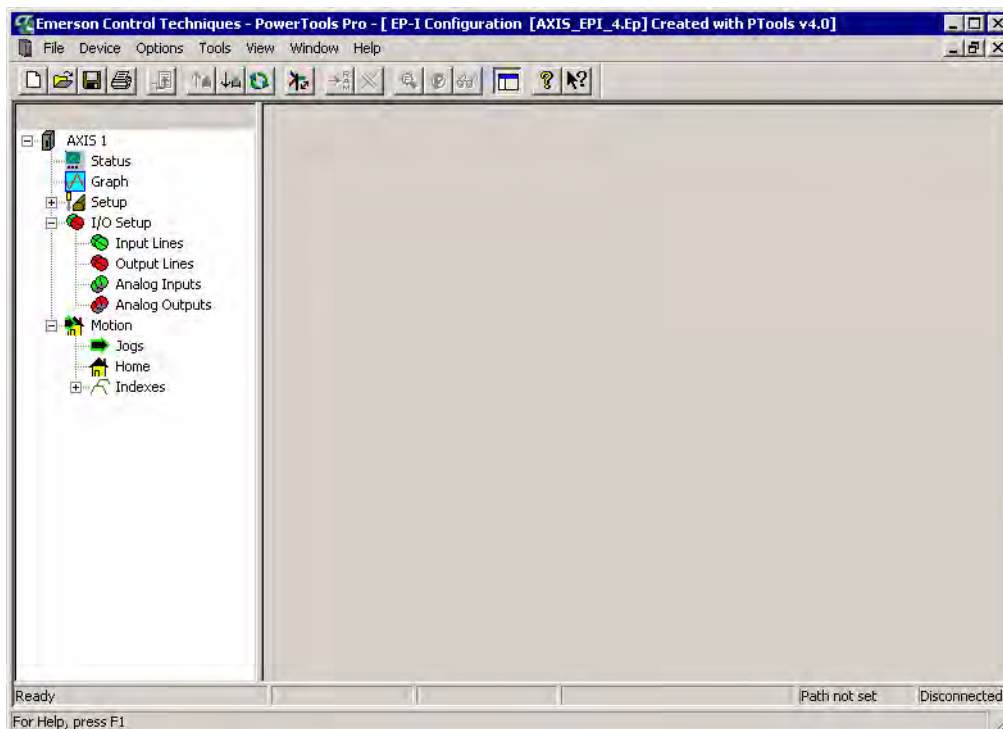 Emerson Control Techniques - PowerTools Pro - [ EP-I Configuration [AXIS_EPI_4.Ep] Created with PTools v4.0]
File Device Options Tools View Window Help
AXIS 1
Status
Graph
Setup
I/O Setup
Input Lines
Output Lines
Analog Inputs
Analog Outputs
Motion
Jogs
Home
Indexes
Ready Path not set Disconnected
For Help, press F1